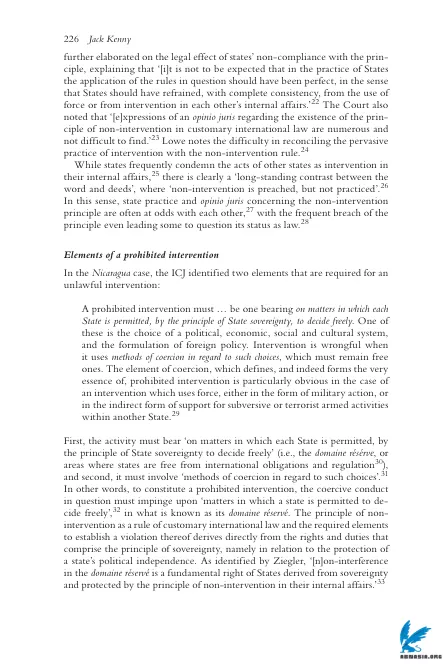 226 Jack Kenny
further elaborated on the legal effect of states' non-compliance with the prin-
ciple, explaining that '[i]t is not to be expected that in the practice of States
the application of the rules in question should have been perfect, in the sense
that States should have refrained, with complete consistency, from the use of
force or from intervention in each other's internal affairs.'22 The Court also
noted that '[e]xpressions of an opinio juris regarding the existence of the prin-
ciple of non-intervention in customary international law are numerous and
not difficult to find.'23 Lowe notes the difficulty in reconciling the pervasive
practice of intervention with the non-intervention rule.24
While states frequently condemn the acts of other states as intervention in
their internal affairs,25 there is clearly a 'long-standing contrast between the
word and deeds', where 'non-intervention is preached, but not practiced'.26
In this sense, state practice and opinio juris concerning the non-intervention
principle are often at odds with each other,27 with the frequent breach of the
principle even leading some to question its status as law.28
Elements of a prohibited intervention
In the Nicaragua case, the ICJ identified two elements that are required for an
unlawful intervention:
A prohibited intervention must … be one bearing on matters in which each
State is permitted, by the principle of State sovereignty, to decide freely. One of
these is the choice of a political, economic, social and cultural system,
and the formulation of foreign policy. Intervention is wrongful when
it uses methods of coercion in regard to such choices, which must remain free
ones. The element of coercion, which defines, and indeed forms the very
essence of, prohibited intervention is particularly obvious in the case of
an intervention which uses force, either in the form of military action, or
in the indirect form of support for subversive or terrorist armed activities
within another State.29
First, the activity must bear 'on matters in which each State is permitted, by
the principle of State sovereignty to decide freely' (i.e., the domaine résérve, or
areas where states are free from international obligations and regulation30),
and second, it must involve 'methods of coercion in regard to such choices'.31
In other words, to constitute a prohibited intervention, the coercive conduct
in question must impinge upon 'matters in which a state is permitted to de-
cide freely',32 in what is known as its domaine réservé. The principle of non-
intervention as a rule of customary international law and the required elements
to establish a violation thereof derives directly from the rights and duties that
comprise the principle of sovereignty, namely in relation to the protection of
a state's political independence. As identified by Ziegler, '[n]on-interference
in the domaine réservé is a fundamental right of States derived from sovereignty
and protected by the principle of non-intervention in their internal affairs.'33